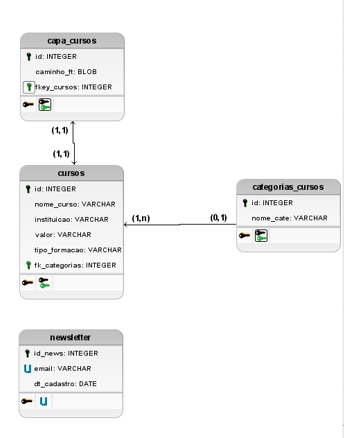 capa_cursos
id: INTEGER
caminho_ft: BLOB
fkey_cursos: INTEGER
(1,1)
(1,1)
cursos
id: INTEGER
nome_curso: VARCHAR
instituicao: VARCHAR
valor: VARCHAR
tipo_formacao: VARCHAR
fk_categorias: INTEGER
(1,n)
(0,1)
categorias_cursos
id: INTEGER
nome_cate: VARCHAR
newsletter
id_news: INTEGER
U email: VARCHAR
dt_cadastro: DATE
U